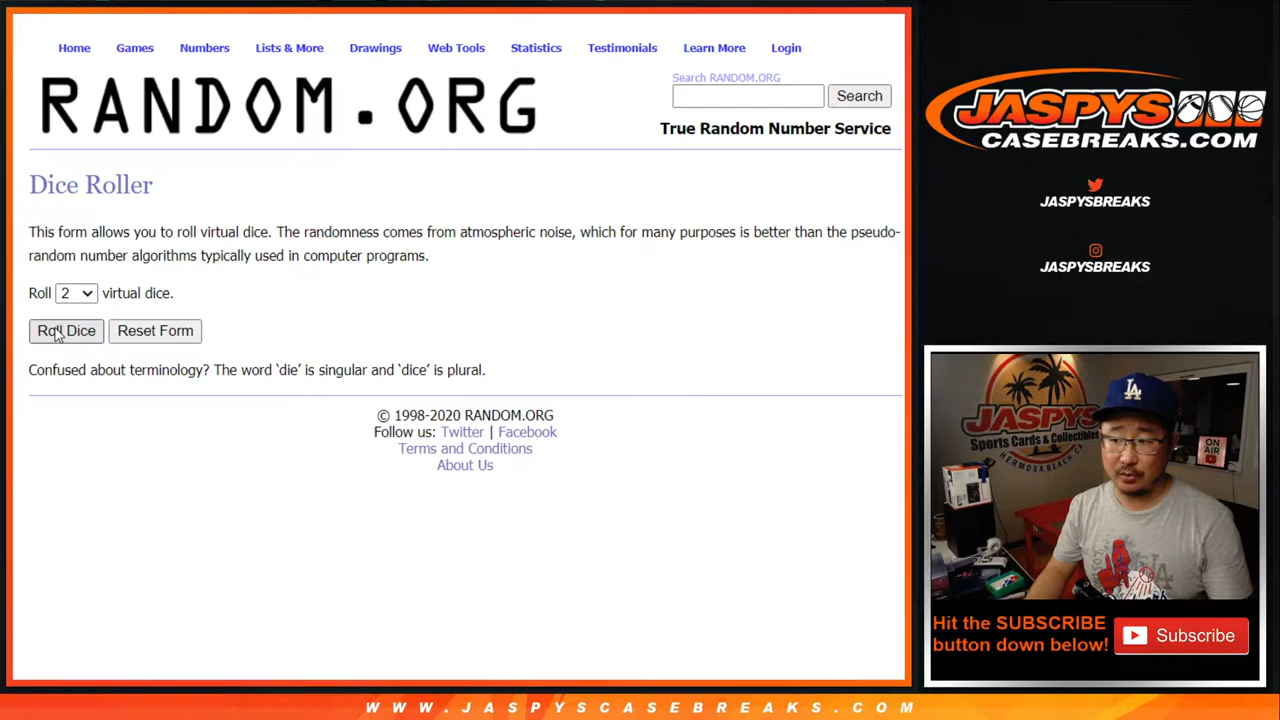 Home Games Numbers Lists & More Drawings Web Tools Statistics Testimonials Learn More Login
RANDOM.ORG
Search RANDOM.ORG
Search
True Random Number Service
Dice Roller
This form allows you to roll virtual dice. The randomness comes from atmospheric noise, which for many purposes is better than the pseudo-
random number algorithms typically used in computer programs.
Roll 2 virtual dice.
Roll Dice Reset Form
Confused about terminology? The word ‘die’ is singular and ‘dice’ is plural.
© 1998-2020 RANDOM.ORG
Follow us: Twitter | Facebook
Terms and Conditions
About Us
JASPYS
CASEBREAKS.COM
JASPYSBREAKS
JASPYSBREAKS
JASPYS
Sports Cards & Collectibles
HERMOSA BEACH, CA
LA
ON
AIR
Hit the SUBSCRIBE
button down below!
Subscribe
WWW.JASPYSCASEBREAKS.COM